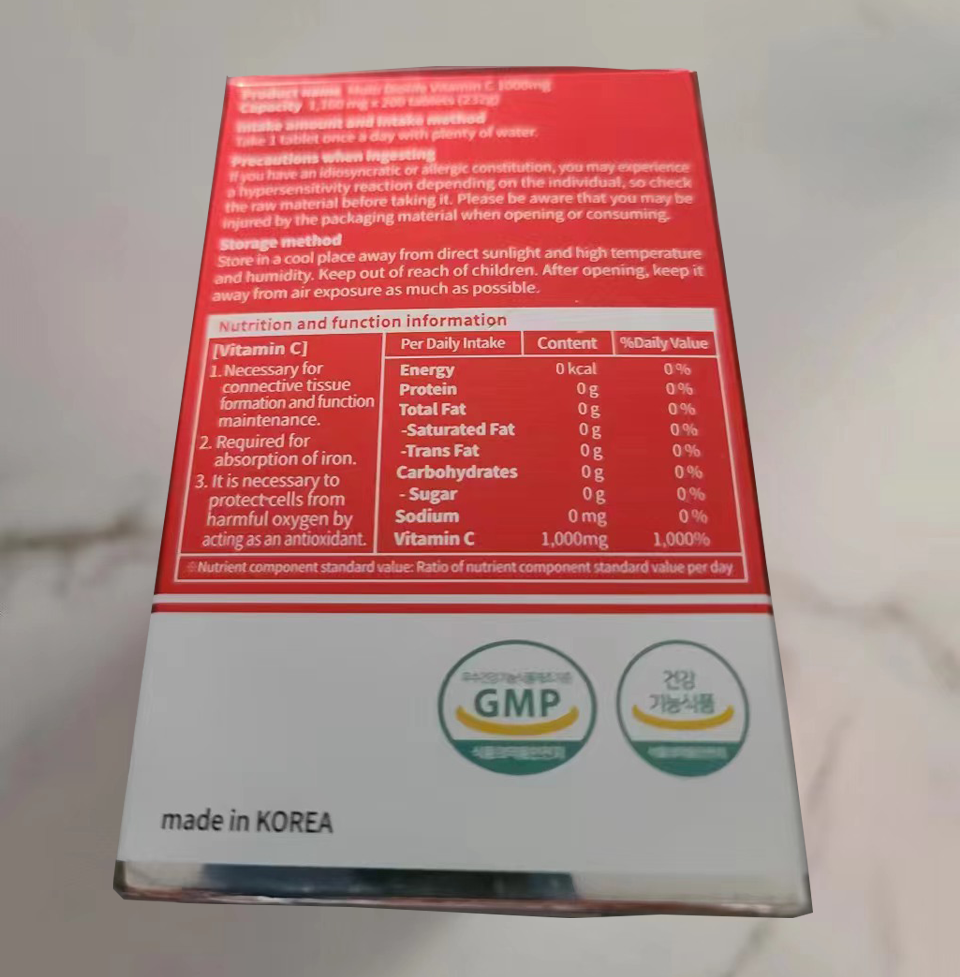 Product name Multi Vitamin C 1000mg
Capacity 1,160 mg x 200 tablets (232g)
Intake amount and Intake method
Take 1 tablet once a day with plenty of water.
Precautions when ingesting
If you have an idiosyncratic or allergic constitution, you may experience
a hypersensitivity reaction depending on the individual, so check
the raw material before taking it. Please be aware that you may be
injured by the packaging material when opening or consuming.
Storage method
Store in a cool place away from direct sunlight and high temperature
and humidity. Keep out of reach of children. After opening, keep it
away from air exposure as much as possible.
Nutrition and function information
[Vitamin C]
1. Necessary for
connective tissue
formation and function
maintenance.
2. Required for
absorption of iron.
3. It is necessary to
protect cells from
harmful oxygen by
acting as an antioxidant.
Per Daily Intake Content %Daily Value
Energy 0 kcal 0 %
Protein 0 g 0 %
Total Fat 0 g 0 %
-Saturated Fat 0 g 0 %
-Trans Fat 0 g 0 %
Carbohydrates 0 g 0 %
- Sugar 0 g 0 %
Sodium 0 mg 0 %
Vitamin C 1,000mg 1,000%
※Nutrient component standard value: Ratio of nutrient component standard value per day
GMP
건강
기능식품
made in KOREA